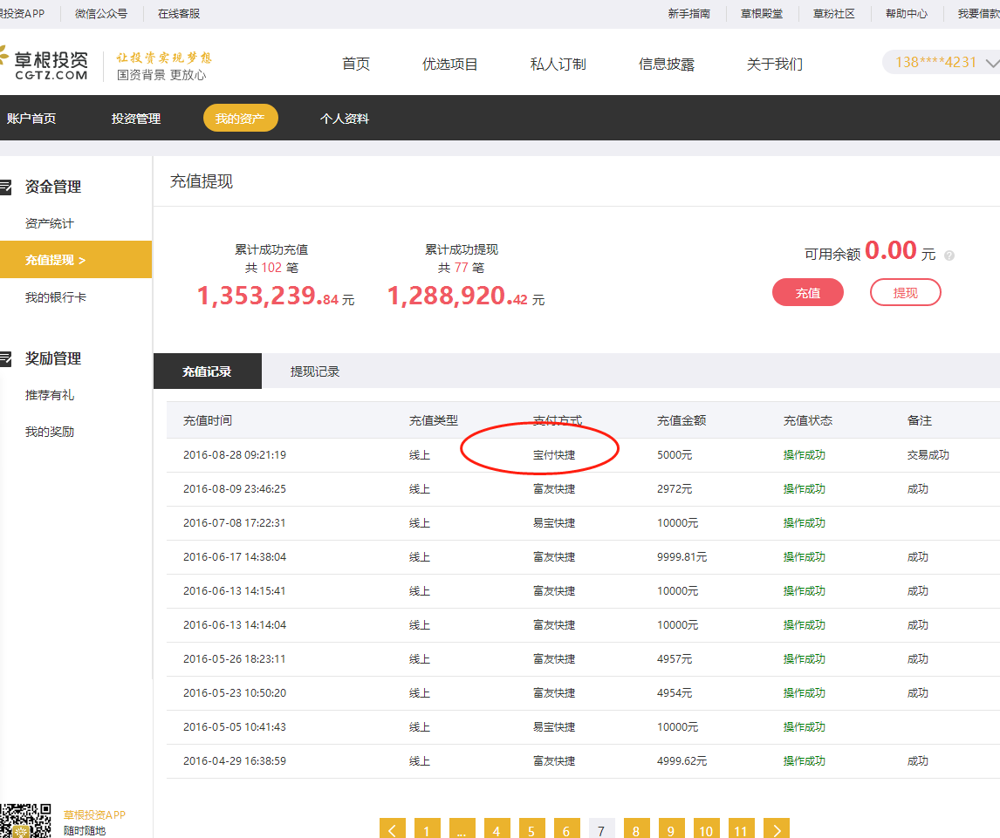 投资APP 微信公众号 在线客服 新手指南 草根殿堂 草粉社区 帮助中心 我要借款
草根投资 让投资实现梦想
CGTZ.COM 国资背景 更放心
首页 优选项目 私人订制 信息披露 关于我们 138****4231
账户首页 投资管理 我的资产 个人资料
资金管理
资产统计
充值提现 >
我的银行卡
奖励管理
推荐有礼
我的奖励
充值提现
累计成功充值
共 102 笔
1,353,239.84 元
累计成功提现
共 77 笔
1,288,920.42 元
可用余额 0.00 元 ?
充值 提现
充值记录 提现记录
充值时间 充值类型 支付方式 充值金额 充值状态 备注
2016-08-28 09:21:19 线上 宝付快捷 5000元 操作成功 交易成功
2016-08-09 23:46:25 线上 富友快捷 2972元 操作成功 成功
2016-07-08 17:22:31 线上 易宝快捷 10000元 操作成功
2016-06-17 14:38:04 线上 富友快捷 9999.81元 操作成功 成功
2016-06-13 14:15:41 线上 富友快捷 10000元 操作成功 成功
2016-06-13 14:14:04 线上 富友快捷 10000元 操作成功 成功
2016-05-26 18:23:11 线上 富友快捷 4957元 操作成功 成功
2016-05-23 10:50:20 线上 富友快捷 4954元 操作成功 成功
2016-05-05 10:41:43 线上 易宝快捷 10000元 操作成功
2016-04-29 16:38:59 线上 富友快捷 4999.62元 操作成功 成功
草根投资APP
随时随地
< 1 ... 4 5 6 7 8 9 10 11 >